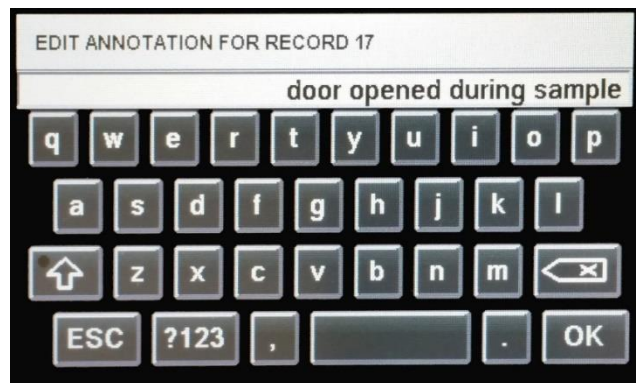 EDIT ANNOTATION FOR RECORD 17
door opened during sample
q w e r t y u i o p
a s d f g h j k l
z x c v b n m
ESC ?123 , . OK